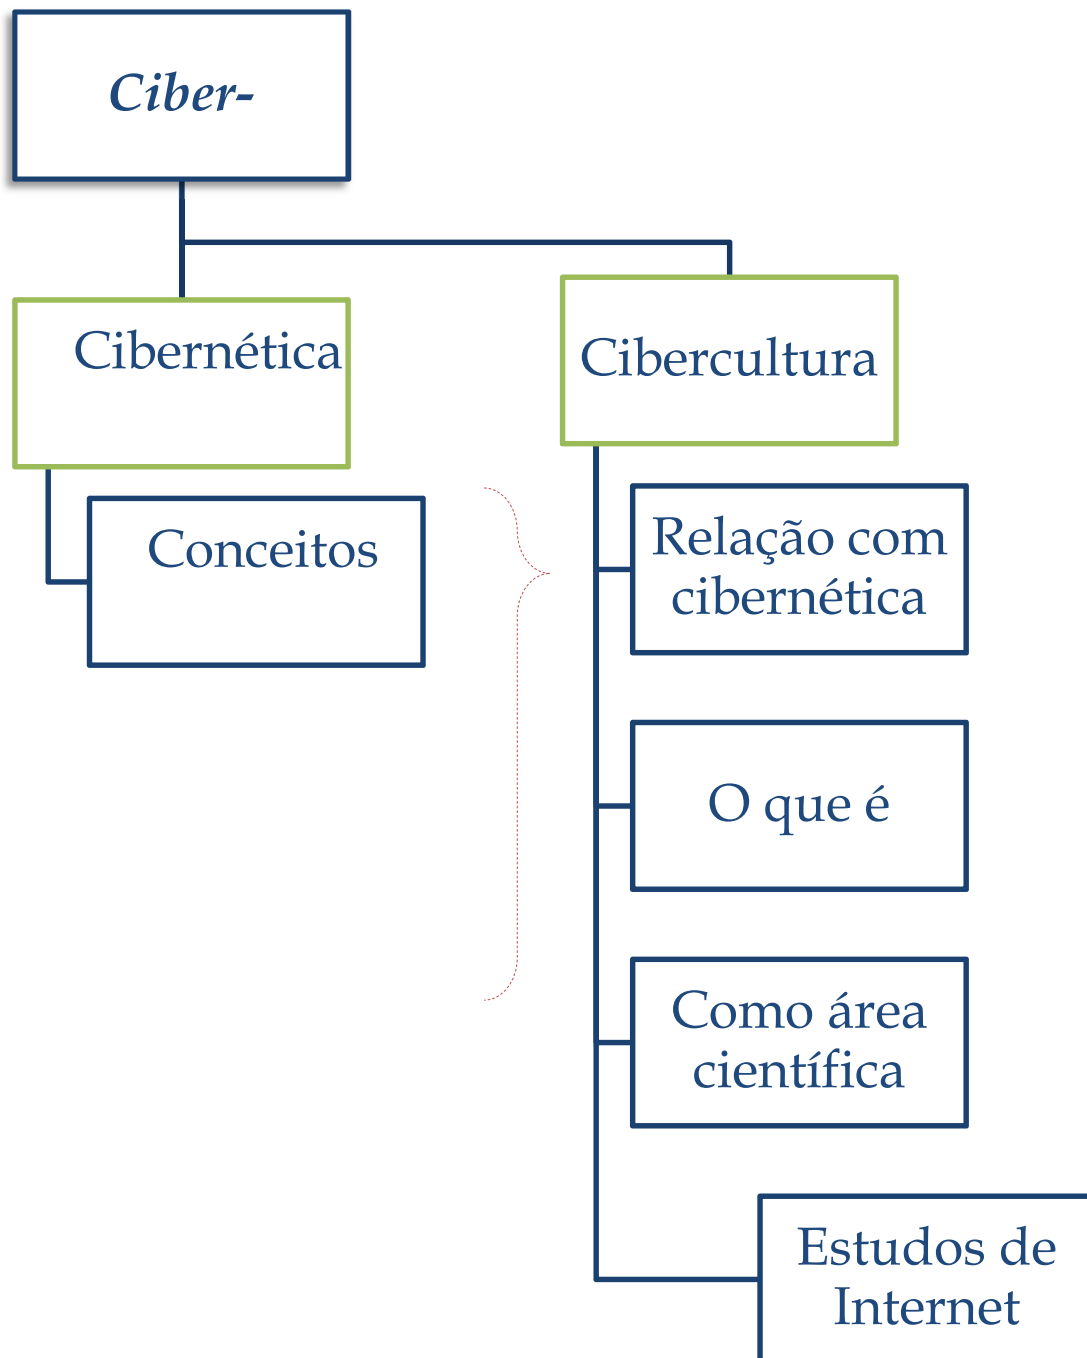 Ciber-
Cibernética
Conceitos
Cibercultura
Relação com
cibernética
O que é
Como área
científica
Estudos de
Internet